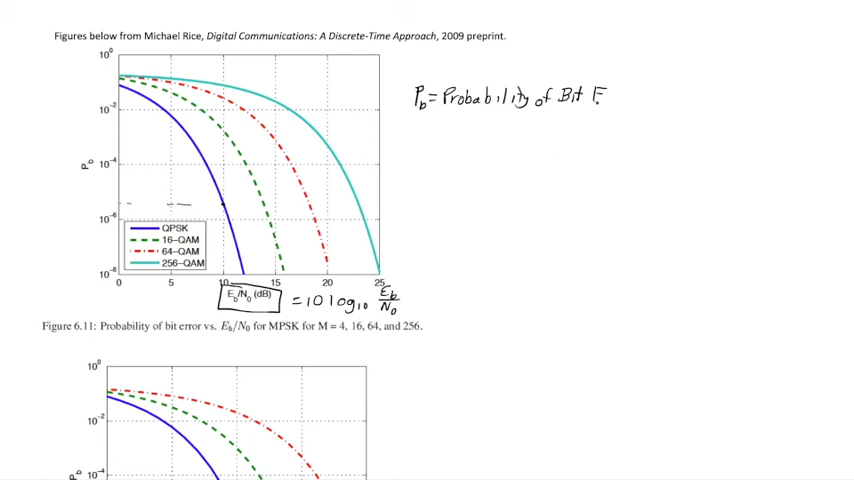 Figures below from Michael Rice, Digital Communications: A Discrete-Time Approach, 2009 preprint.
10^0
10^-2
10^-4
10^-6
10^-8
P_b
P_b = Probability of Bit E
QPSK
16-QAM
64-QAM
256-QAM
0 5 10 15 20 25
E_b/N_0 (dB) = 10 log_10 E_b/N_0
Figure 6.11: Probability of bit error vs. E_b/N_0 for MPSK for M = 4, 16, 64, and 256.
10^0
10^-2
10^-4
P_b